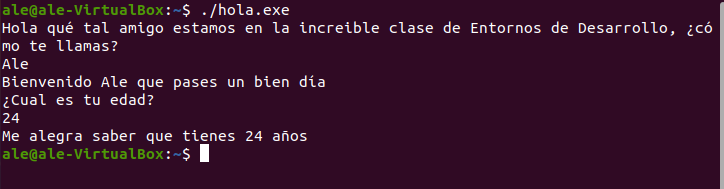 ale@ale-VirtualBox:~$ ./hola.exe
Hola qué tal amigo estamos en la increible clase de Entornos de Desarrollo, ¿có
mo te llamas?
Ale
Bienvenido Ale que pases un bien día
¿Cual es tu edad?
24
Me alegra saber que tienes 24 años
ale@ale-VirtualBox:~$